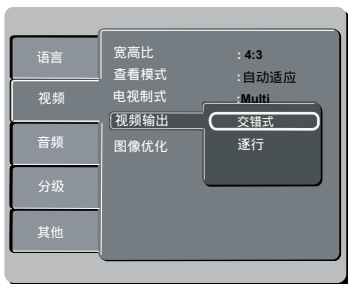 语言
视频
音频
分级
其他
宽高比 : 4:3
查看模式 : 自动适应
电视制式 :Multi
视频输出 交错式
图像优化 逐行